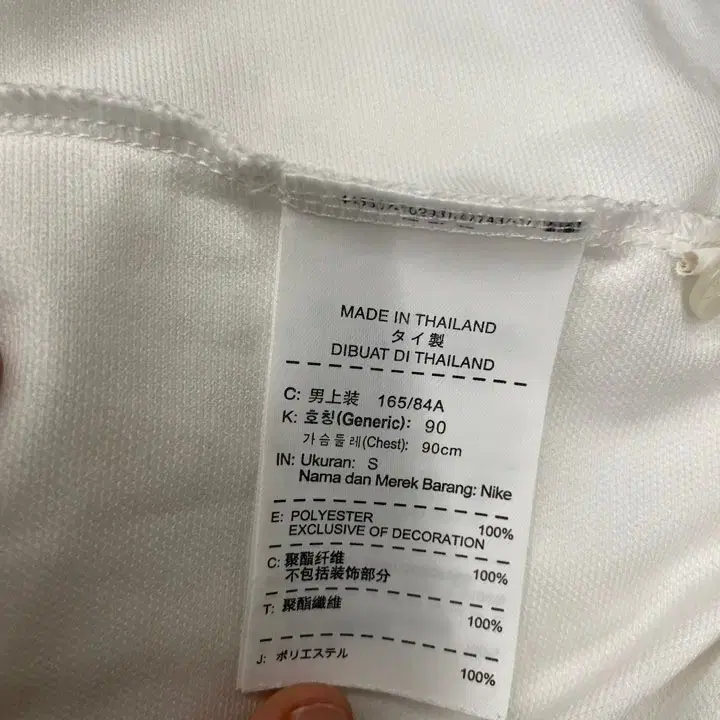 MADE IN THAILAND
タイ製
DIBUAT DI THAILAND
C: 男上装 165/84A
K: 호칭(Generic): 90
가슴둘레(Chest): 90cm
IN: Ukuran: S
Nama dan Merek Barang: Nike
E: POLYESTER 100%
EXCLUSIVE OF DECORATION
C: 聚酯纤维 100%
不包括装饰部分
T: 聚酯纖維 100%
J: ポリエステル 100%